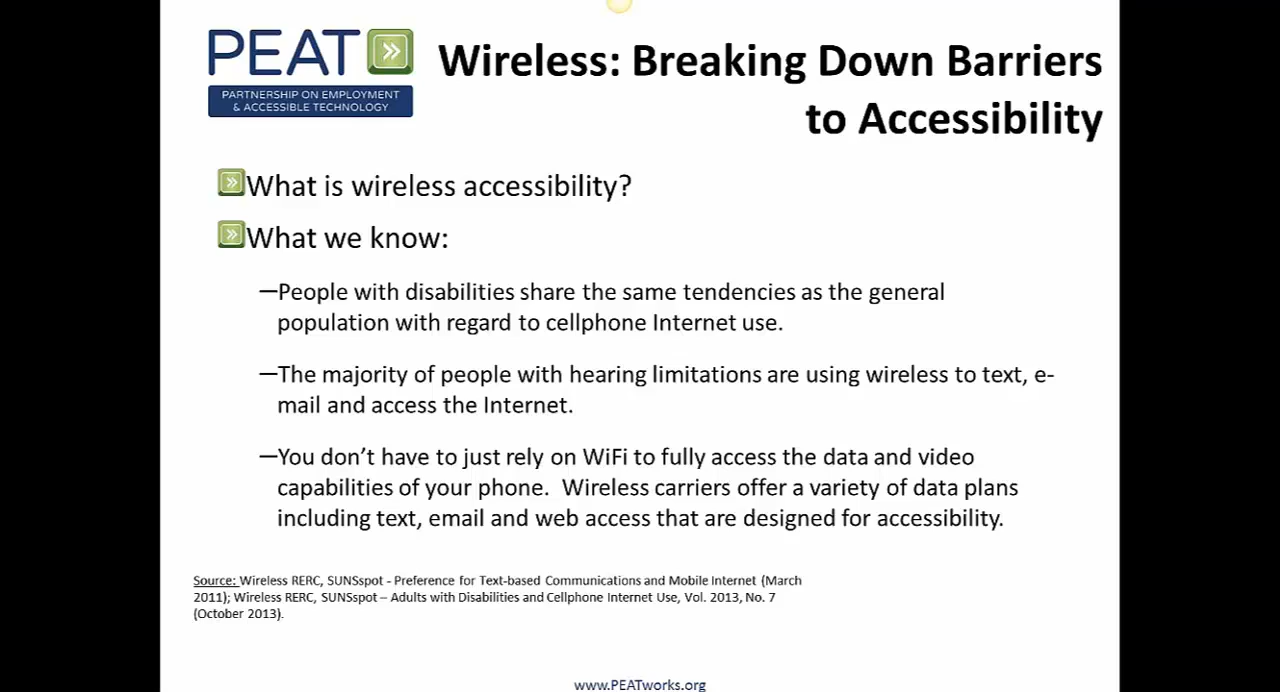 PEAT
PARTNERSHIP ON EMPLOYMENT
& ACCESSIBLE TECHNOLOGY
Wireless: Breaking Down Barriers
to Accessibility
What is wireless accessibility?
What we know:
—People with disabilities share the same tendencies as the general
population with regard to cellphone Internet use.
—The majority of people with hearing limitations are using wireless to text, e-
mail and access the Internet.
—You don’t have to just rely on WiFi to fully access the data and video
capabilities of your phone.  Wireless carriers offer a variety of data plans
including text, email and web access that are designed for accessibility.
Source: Wireless RERC, SUNSspot - Preference for Text-based Communications and Mobile Internet (March
2011); Wireless RERC, SUNSspot – Adults with Disabilities and Cellphone Internet Use, Vol. 2013, No. 7
(October 2013).
www.PEATworks.org